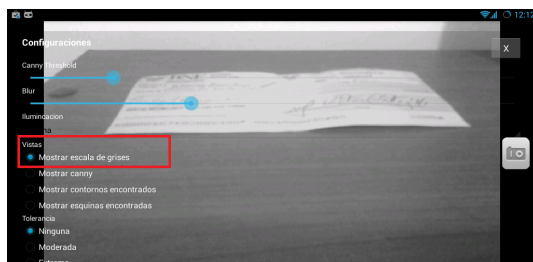 12:12
Configuraciones
X
Canny Threshold
Blur
Iluminacion
na
Vistas
Mostrar escala de grises
Mostrar canny
Mostrar contornos encontrados
Mostrar esquinas encontradas
Tolerancia
Ninguna
Moderada